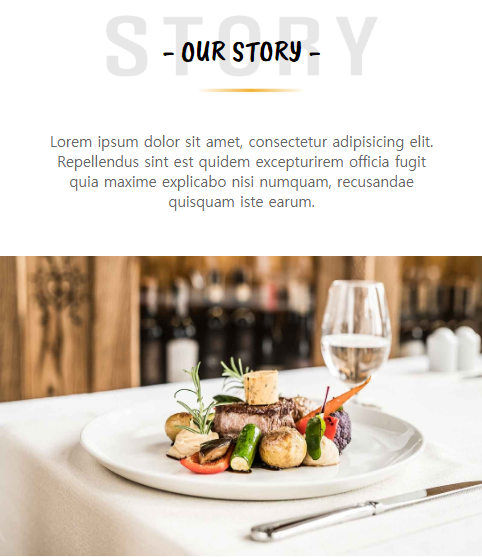 STORY
- OUR STORY -
Lorem ipsum dolor sit amet, consectetur adipisicing elit.
Repellendus sint est quidem excepturirem officia fugit
quia maxime explicabo nisi numquam, recusandae
quisquam iste earum.